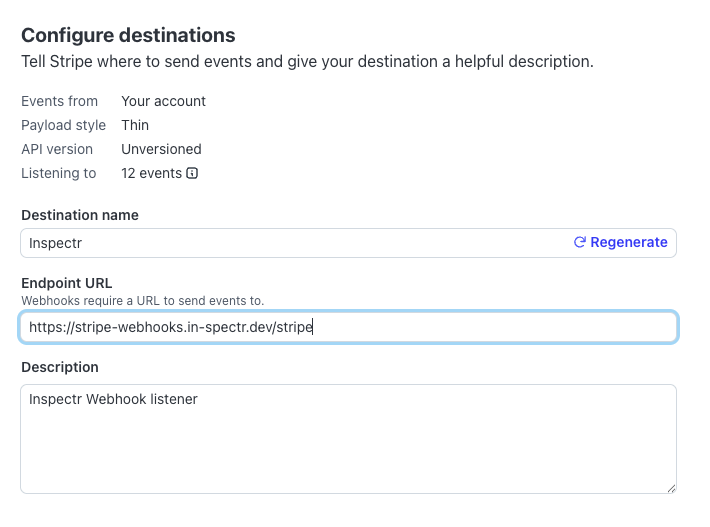 Configure destinations
Tell Stripe where to send events and give your destination a helpful description.
Events from Your account
Payload style Thin
API version Unversioned
Listening to 12 events
Destination name
Inspectr Regenerate
Endpoint URL
Webhooks require a URL to send events to.
https://stripe-webhooks.in-spectr.dev/stripe
Description
Inspectr Webhook listener